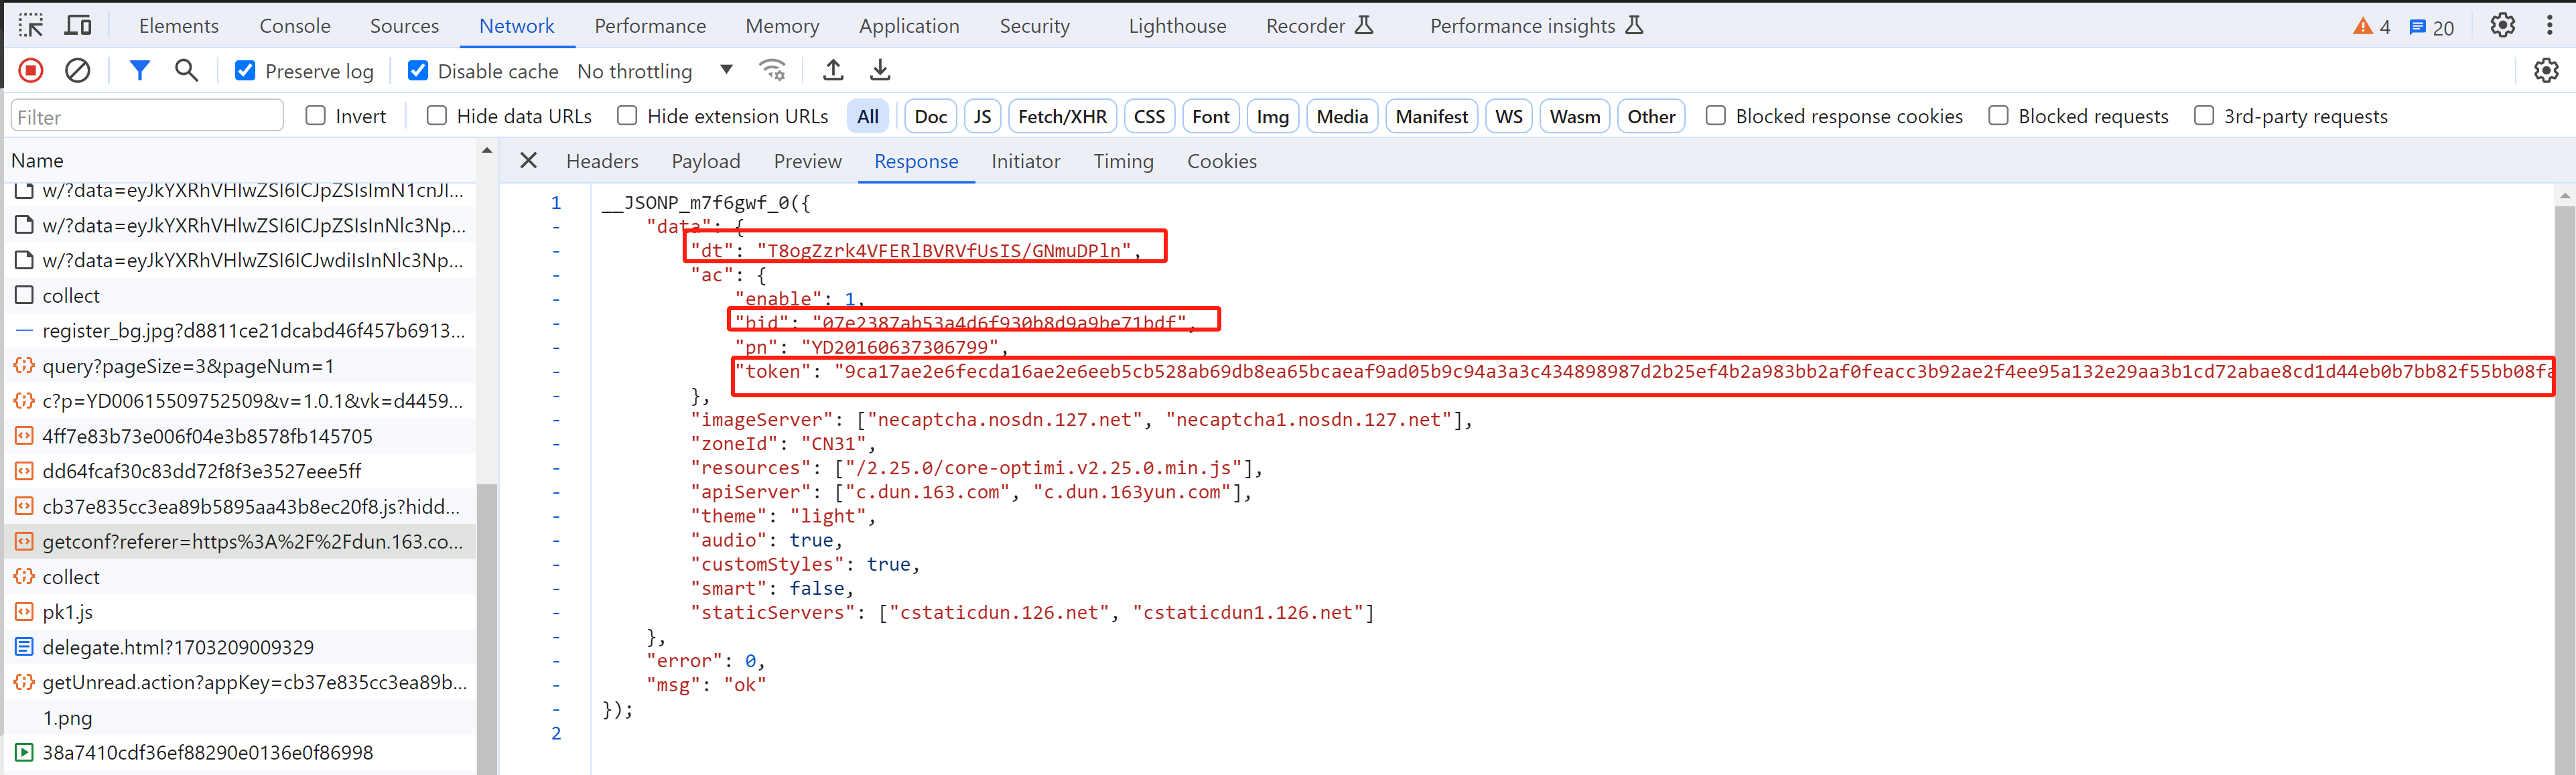 Elements Console Sources Network Performance Memory Application Security Lighthouse Recorder Performance insights 4 20
Preserve log Disable cache No throttling
Filter Invert Hide data URLs Hide extension URLs All Doc JS Fetch/XHR CSS Font Img Media Manifest WS Wasm Other Blocked response cookies Blocked requests 3rd-party requests
Name
w/?data=eyJkYXRhVHlwZSI6ICJpZSIsImN1cnJl...
w/?data=eyJkYXRhVHlwZSI6ICJpZSIsInNlc3Np...
w/?data=eyJkYXRhVHlwZSI6ICJwdiIsInNlc3Np...
collect
register_bg.jpg?d8811ce21dcabd46f457b6913...
query?pageSize=3&pageNum=1
c?p=YD00615509752509&v=1.0.1&vk=d4459...
4ff7e83b73e006f04e3b8578fb145705
dd64fcaf30c83dd72f8f3e3527eee5ff
cb37e835cc3ea89b5895aa43b8ec20f8.js?hidd...
getconf?referer=https%3A%2F%2Fdun.163.co...
collect
pk1.js
delegate.html?1703209009329
getUnread.action?appKey=cb37e835cc3ea89b...
1.png
38a7410cdf36ef88290e0136e0f86998
Headers Payload Preview Response Initiator Timing Cookies
1 __JSONP_m7f6gwf_0({
- "data": {
- "dt": "T8ogZzrk4VFERlBVRVfUsIS/GNmuDPln",
- "ac": {
- "enable": 1,
- "bid": "07e2387ab53a4d6f930b8d9a9be71bdf",
- "pn": "YD20160637306799",
- "token": "9ca17ae2e6fecda16ae2e6eeb5cb528ab69db8ea65bcaeaf9ad05b9c94a3a3c434898987d2b25ef4b2a983bb2af0feacc3b92ae2f4ee95a132e29aa3b1cd72abae8cd1d44eb0b7bb82f55bb08fa
- },
- "imageServer": ["necaptcha.nosdn.127.net", "necaptcha1.nosdn.127.net"],
- "zoneId": "CN31",
- "resources": ["/2.25.0/core-optimi.v2.25.0.min.js"],
- "apiServer": ["c.dun.163.com", "c.dun.163yun.com"],
- "theme": "light",
- "audio": true,
- "customStyles": true,
- "smart": false,
- "staticServers": ["cstaticdun.126.net", "cstaticdun1.126.net"]
- },
- "error": 0,
- "msg": "ok"
- });
2